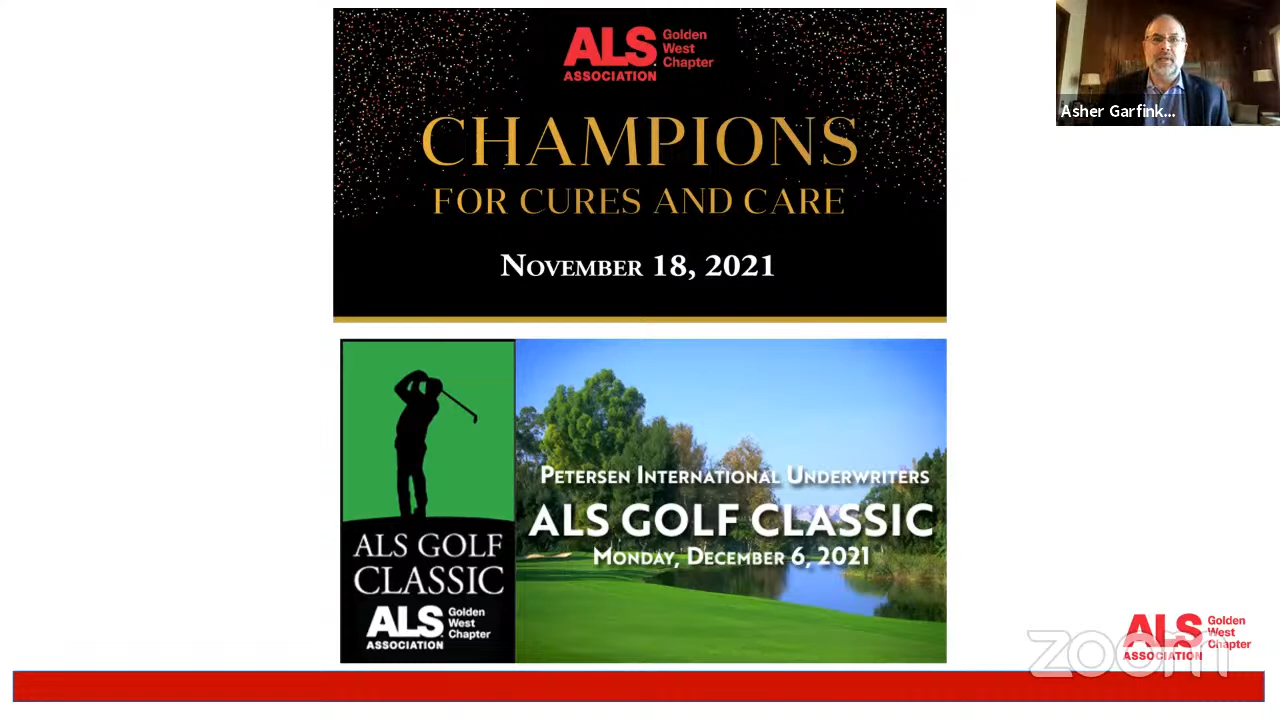 ALS Golden
West
Chapter
ASSOCIATION
CHAMPIONS
FOR CURES AND CARE
NOVEMBER 18, 2021
Asher Garfink...
PETERSEN INTERNATIONAL UNDERWRITERS
ALS GOLF CLASSIC
MONDAY, DECEMBER 6, 2021
ALS GOLF
CLASSIC
ALS Golden
West
Chapter
ASSOCIATION
ALS Golden
West
Chapter
ASSOCIATION
zoom